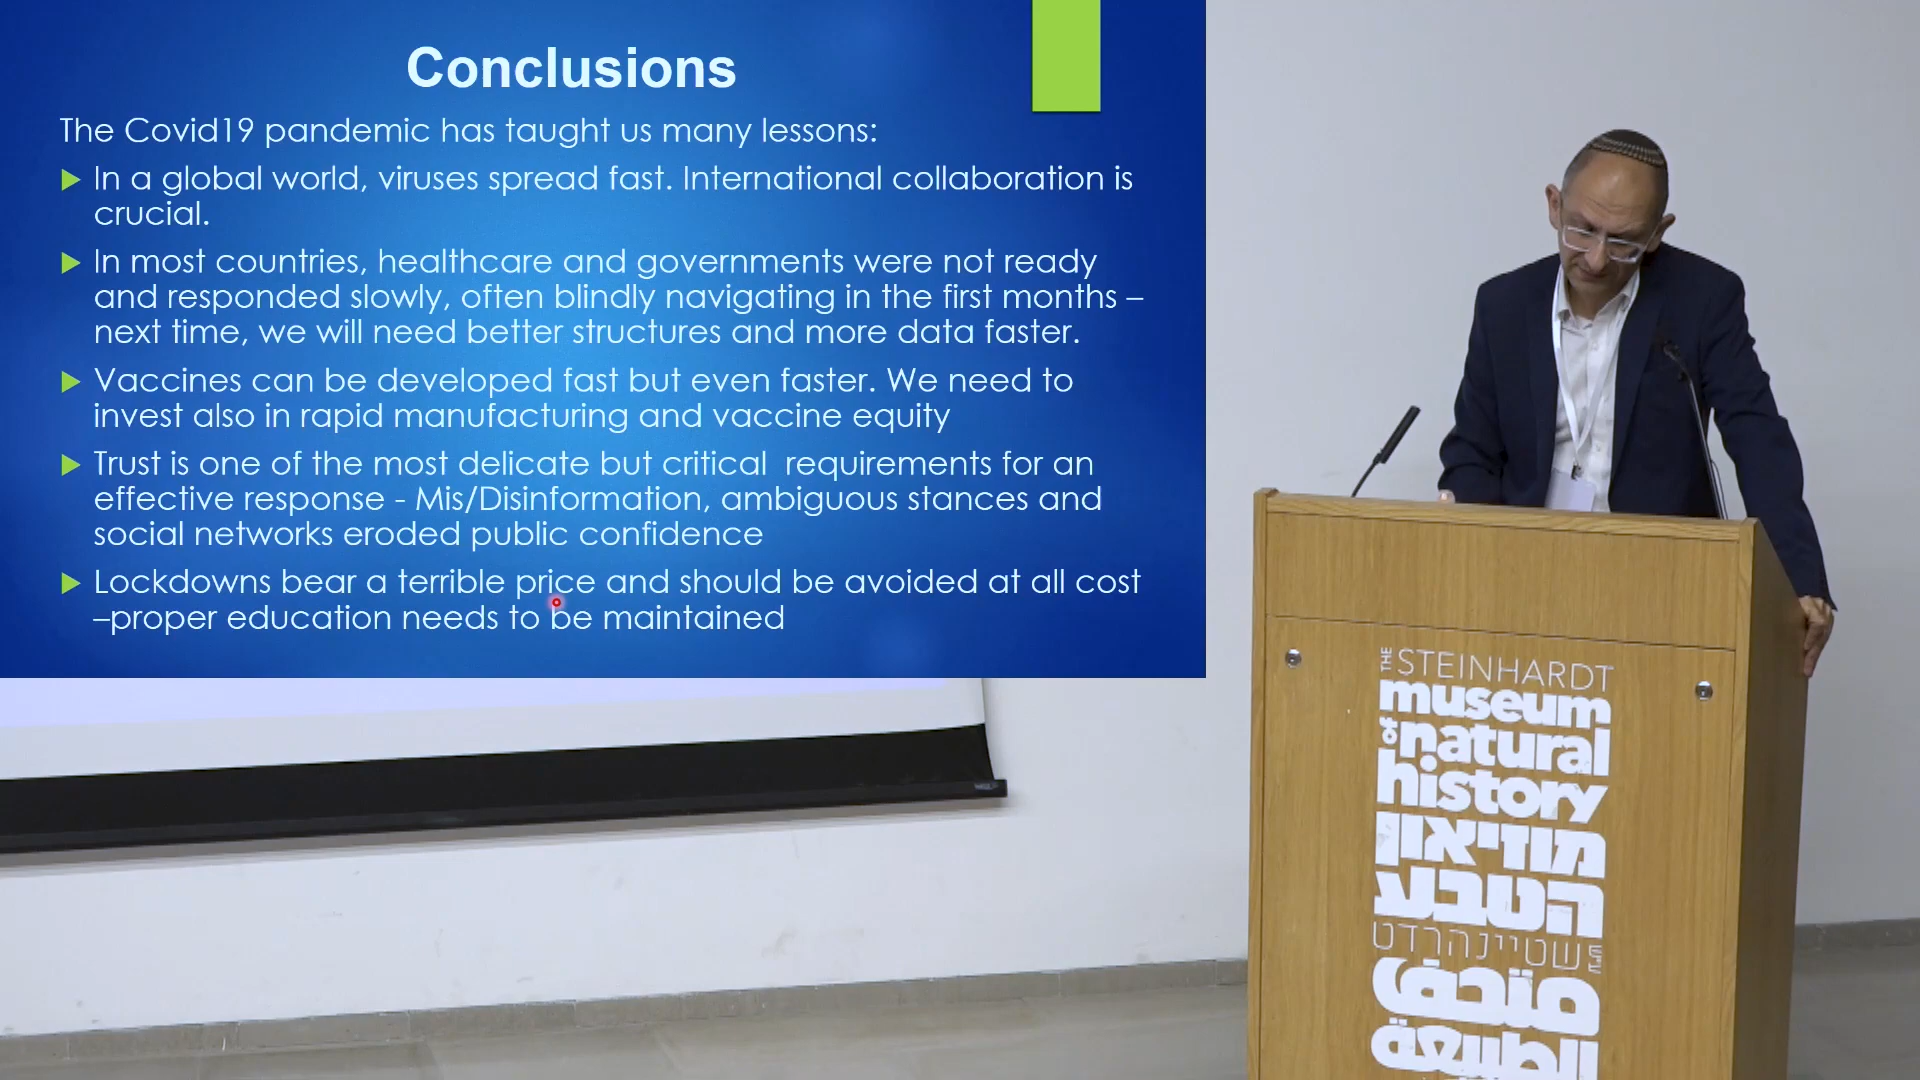 Conclusions
The Covid19 pandemic has taught us many lessons:
In a global world, viruses spread fast. International collaboration is
crucial.
In most countries, healthcare and governments were not ready
and responded slowly, often blindly navigating in the first months –
next time, we will need better structures and more data faster.
Vaccines can be developed fast but even faster. We need to
invest also in rapid manufacturing and vaccine equity
Trust is one of the most delicate but critical  requirements for an
effective response - Mis/Disinformation, ambiguous stances and
social networks eroded public confidence
Lockdowns bear a terrible price and should be avoided at all cost
–proper education needs to be maintained
THE STEINHARDT
museum
of natural
history
מוזיאון
הטבע
שטיינהרדט
متحف
الطبيعة